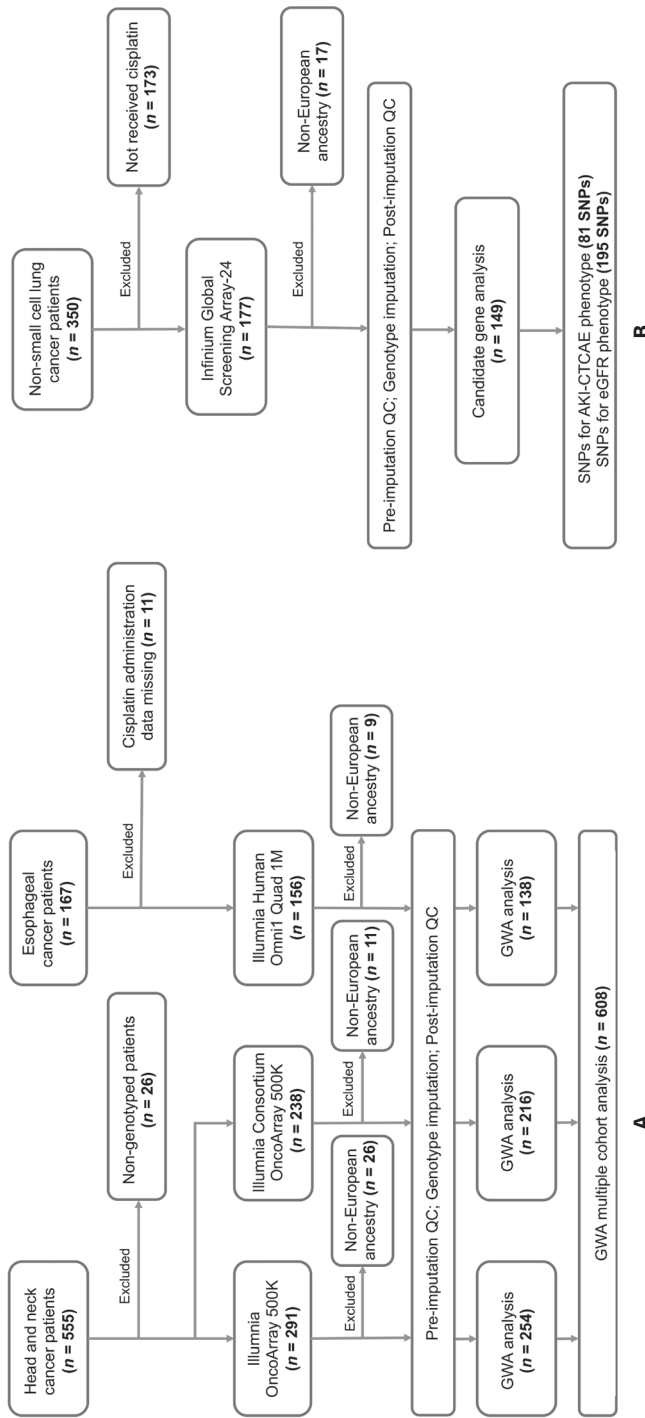 Head and neck
cancer patients
(n = 555)
Excluded
Non-genotyped patients
(n = 26)
Esophageal
cancer patients
(n = 167)
Excluded
Cisplatin administration
data missing (n = 11)
Illumnia
OncoArray 500K
(n = 291)
Illumnia Consortium
OncoArray 500K
(n = 238)
Illumnia Human
Omni1 Quad 1M
(n = 156)
Excluded
Non-European
ancestry (n = 26)
Excluded
Non-European
ancestry (n = 11)
Excluded
Non-European
ancestry (n = 9)
Pre-imputation QC; Genotype imputation; Post-imputation QC
GWA analysis
(n = 254)
GWA analysis
(n = 216)
GWA analysis
(n = 138)
GWA multiple cohort analysis (n = 608)
A
Non-small cell lung
cancer patients
(n = 350)
Excluded
Not received cisplatin
(n = 173)
Infinium Global
Screening Array-24
(n = 177)
Excluded
Non-European
ancestry (n = 17)
Pre-imputation QC; Genotype imputation; Post-imputation QC
Candidate gene analysis
(n = 149)
SNPs for AKI-CTCAE phenotype (81 SNPs)
SNPs for eGFR phenotype (195 SNPs)
B